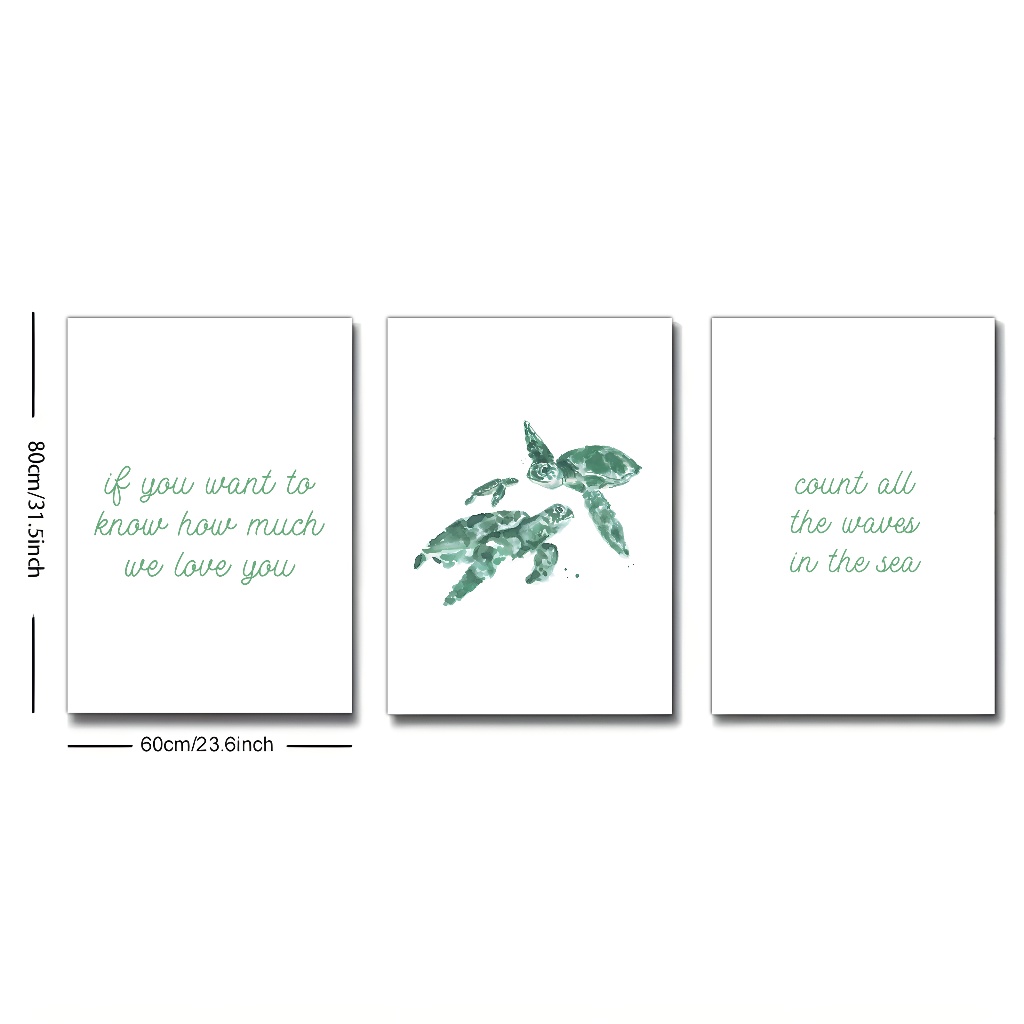 80cm/31.5inch
if you want to
know how much
we love you
count all
the waves
in the sea
60cm/23.6inch